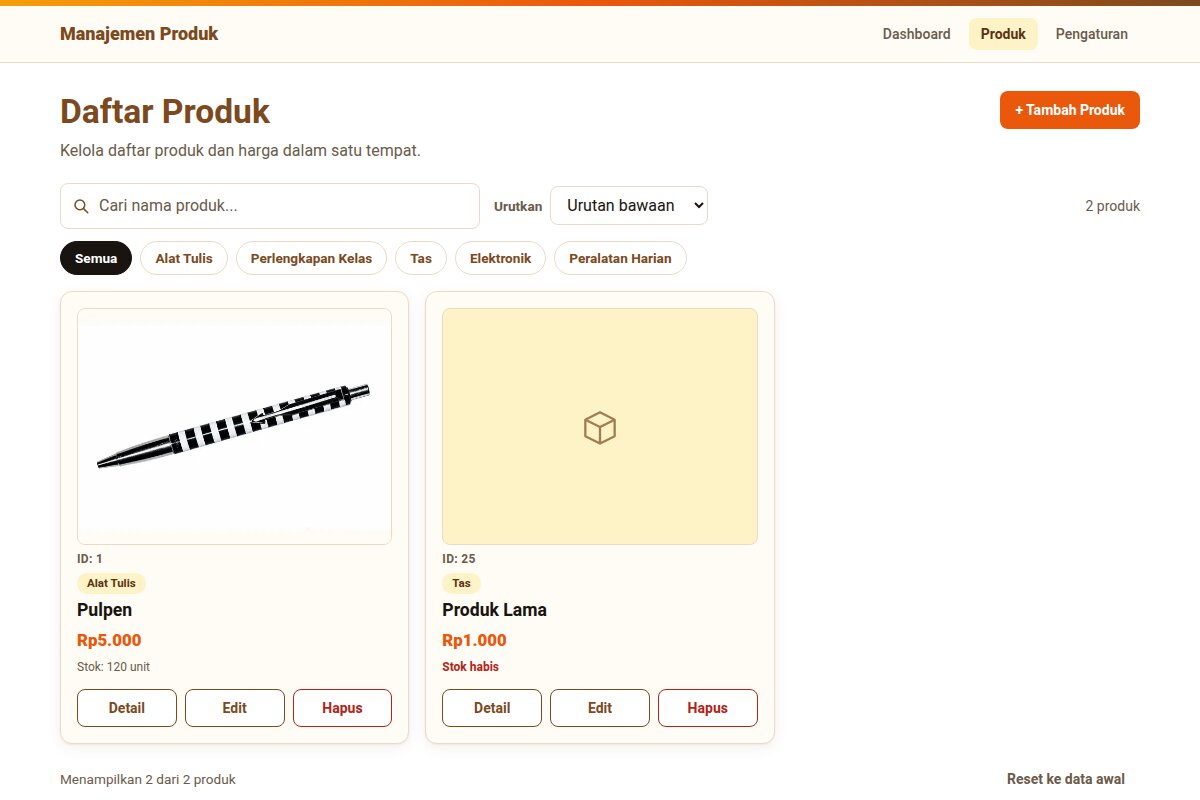 Manajemen Produk
Dashboard Produk Pengaturan
Daftar Produk
+ Tambah Produk
Kelola daftar produk dan harga dalam satu tempat.
Cari nama produk...
Urutkan Urutan bawaan
2 produk
Semua Alat Tulis Perlengkapan Kelas Tas Elektronik Peralatan Harian
ID: 1
Alat Tulis
Pulpen
Rp5.000
Stok: 120 unit
Detail Edit Hapus
ID: 25
Tas
Produk Lama
Rp1.000
Stok habis
Detail Edit Hapus
Menampilkan 2 dari 2 produk
Reset ke data awal